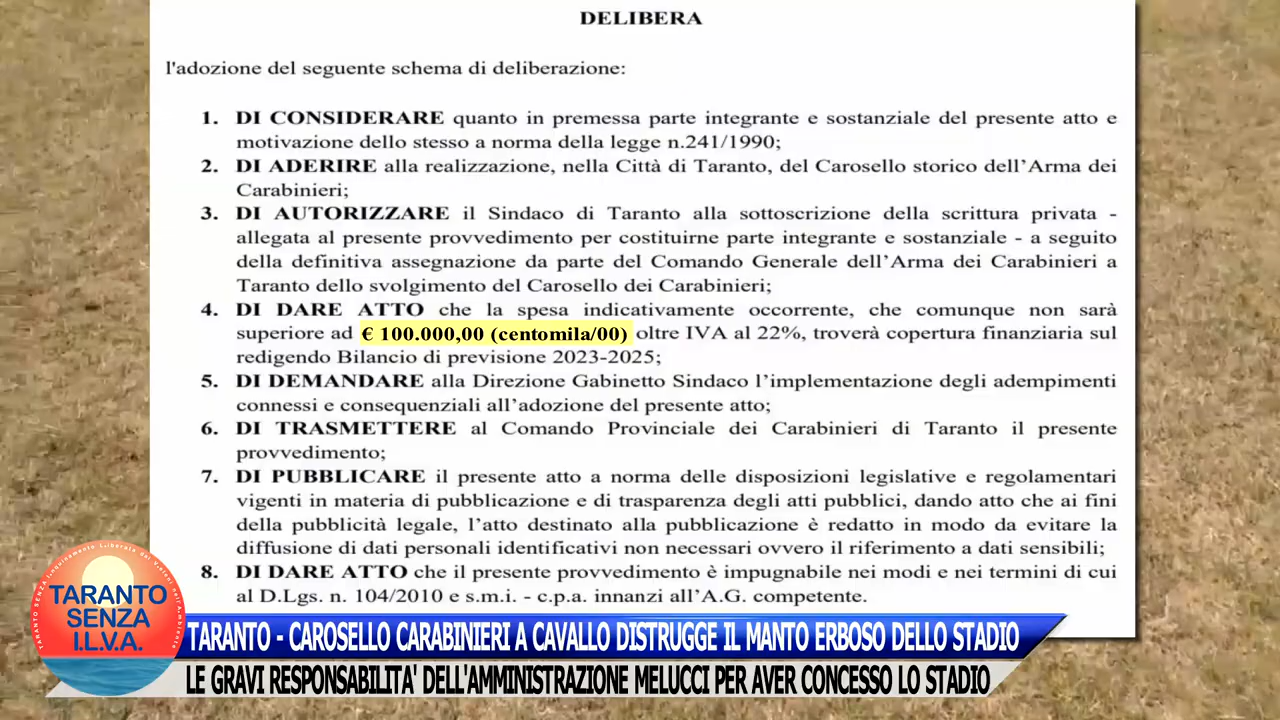 DELIBERA
l'adozione del seguente schema di deliberazione:
1. DI CONSIDERARE quanto in premessa parte integrante e sostanziale del presente atto e
motivazione dello stesso a norma della legge n.241/1990;
2. DI ADERIRE alla realizzazione, nella Città di Taranto, del Carosello storico dell'Arma dei
Carabinieri;
3. DI AUTORIZZARE il Sindaco di Taranto alla sottoscrizione della scrittura privata -
allegata al presente provvedimento per costituirne parte integrante e sostanziale - a seguito
della definitiva assegnazione da parte del Comando Generale dell'Arma dei Carabinieri a
Taranto dello svolgimento del Carosello dei Carabinieri;
4. DI DARE ATTO che la spesa indicativamente occorrente, che comunque non sarà
superiore ad € 100.000,00 (centomila/00) oltre IVA al 22%, troverà copertura finanziaria sul
redigendo Bilancio di previsione 2023-2025;
5. DI DEMANDARE alla Direzione Gabinetto Sindaco l'implementazione degli adempimenti
connessi e consequenziali all'adozione del presente atto;
6. DI TRASMETTERE al Comando Provinciale dei Carabinieri di Taranto il presente
provvedimento;
7. DI PUBBLICARE il presente atto a norma delle disposizioni legislative e regolamentari
vigenti in materia di pubblicazione e di trasparenza degli atti pubblici, dando atto che ai fini
della pubblicità legale, l'atto destinato alla pubblicazione è redatto in modo da evitare la
diffusione di dati personali identificativi non necessari ovvero il riferimento a dati sensibili;
8. DI DARE ATTO che il presente provvedimento è impugnabile nei modi e nei termini di cui
al D.Lgs. n. 104/2010 e s.m.i. - c.p.a. innanzi all'A.G. competente.
TARANTO
SENZA
I.L.V.A.
TARANTO - CAROSELLO CARABINIERI A CAVALLO DISTRUGGE IL MANTO ERBOSO DELLO STADIO
LE GRAVI RESPONSABILITA' DELL'AMMINISTRAZIONE MELUCCI PER AVER CONCESSO LO STADIO